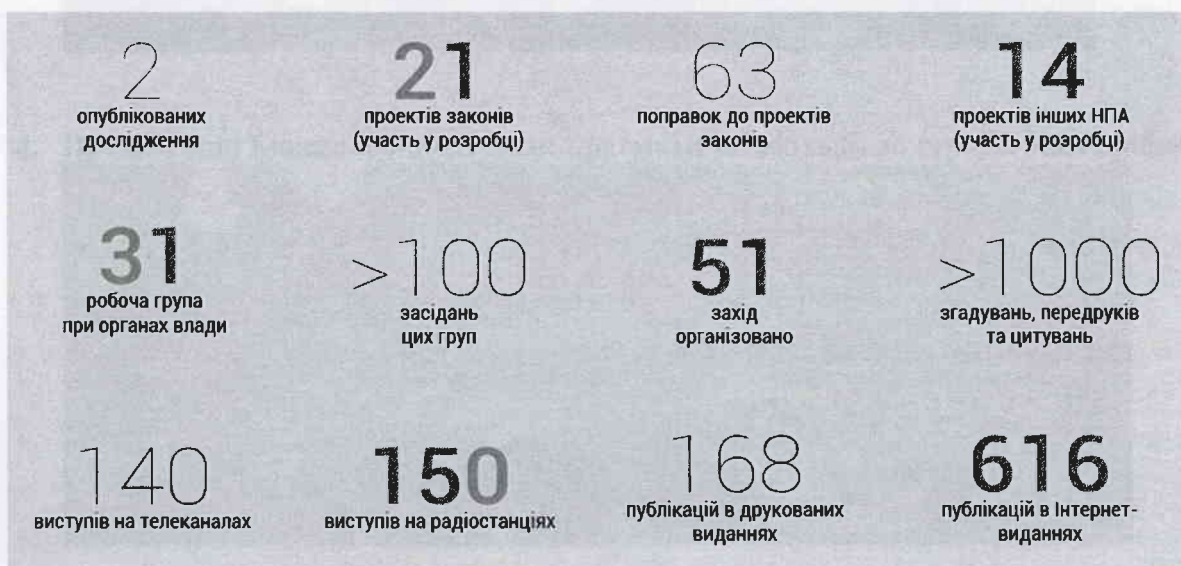 2
опублікованих
дослідження
21
проектів законів
(участь у розробці)
63
поправок до проектів
законів
14
проектів інших НПА
(участь у розробці)
31
робоча група
при органах влади
>100
засідань
цих груп
51
захід
організовано
>1000
згадувань, передруків
та цитувань
140
виступів на телеканалах
150
виступів на радіостанціях
168
публікацій в друкованих
виданнях
616
публікацій в Інтернет-
виданнях